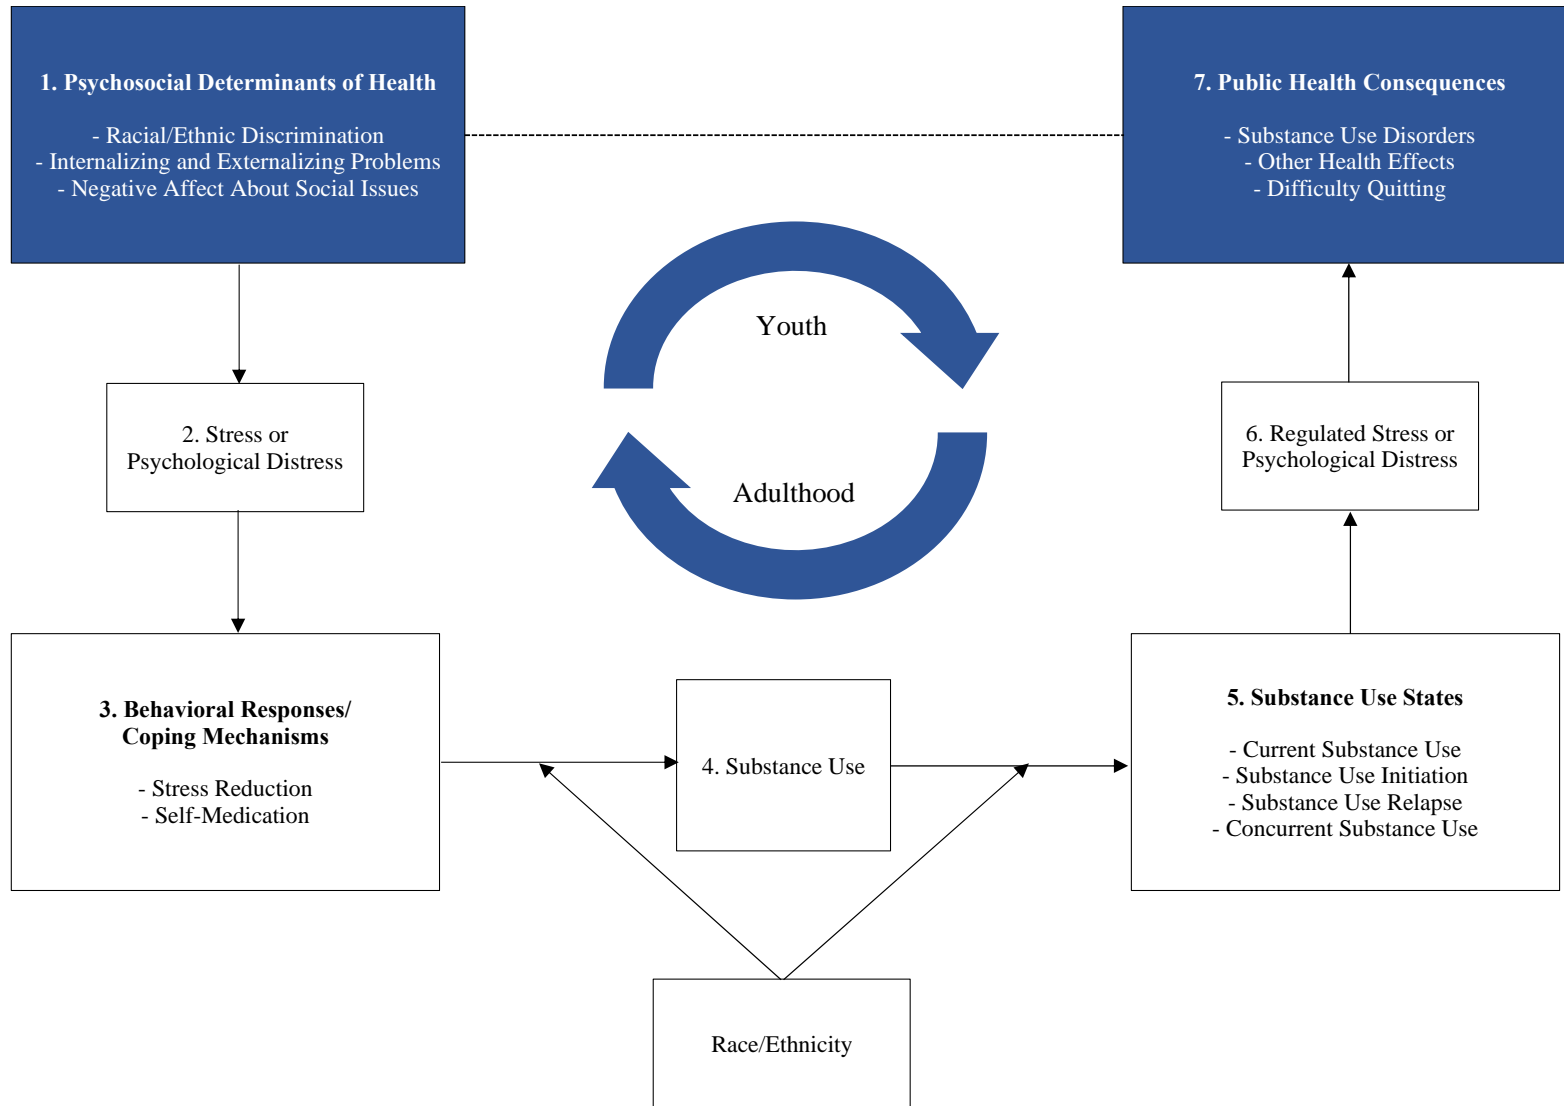 1. Psychosocial Determinants of Health
- Racial/Ethnic Discrimination
- Internalizing and Externalizing Problems
- Negative Affect About Social Issues
7. Public Health Consequences
- Substance Use Disorders
- Other Health Effects
- Difficulty Quitting
Youth
Adulthood
2. Stress or
Psychological Distress
6. Regulated Stress or
Psychological Distress
3. Behavioral Responses/
Coping Mechanisms
- Stress Reduction
- Self-Medication
4. Substance Use
5. Substance Use States
- Current Substance Use
- Substance Use Initiation
- Substance Use Relapse
- Concurrent Substance Use
Race/Ethnicity